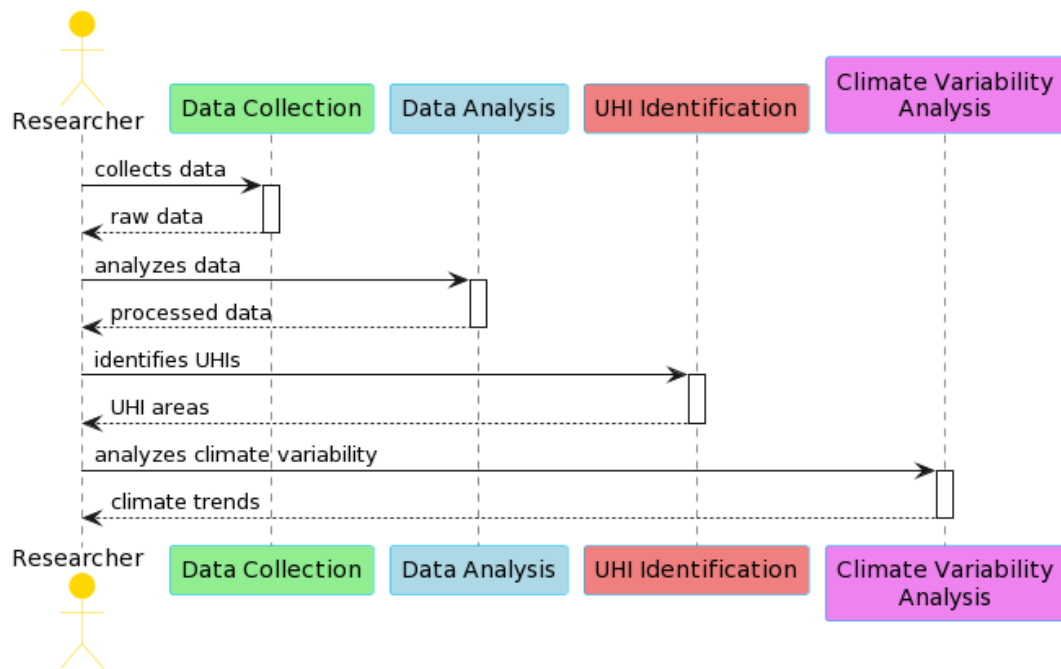 Researcher
Data Collection
Data Analysis
UHI Identification
Climate Variability
Analysis
collects data
raw data
analyzes data
processed data
identifies UHIs
UHI areas
analyzes climate variability
climate trends
Researcher
Data Collection
Data Analysis
UHI Identification
Climate Variability
Analysis